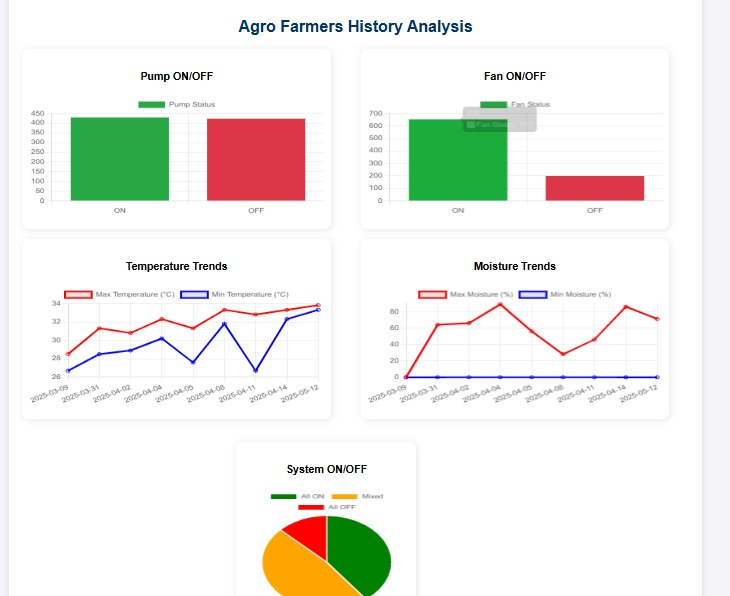 Agro Farmers History Analysis
Pump ON/OFF
Pump Status
450
400
350
300
250
200
150
100
50
0
ON OFF
Fan ON/OFF
Fan Status
700
600
500
400
300
200
100
0
ON OFF
Temperature Trends
Max Temperature (°C) Min Temperature (°C)
34
32
30
28
26
2025-03-09 2025-03-31 2025-04-02 2025-04-04 2025-04-05 2025-04-08 2025-04-11 2025-04-14 2025-05-12
Moisture Trends
Max Moisture (%) Min Moisture (%)
80
60
40
20
0
2025-03-09 2025-03-31 2025-04-02 2025-04-04 2025-04-05 2025-04-08 2025-04-11 2025-04-14 2025-05-12
System ON/OFF
All ON Mixed
All OFF